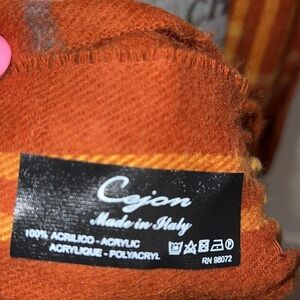 Cejon
Made in Italy
100% ACRILICO - ACRYLIC
ACRYLIQUE - POLYACRYL
RN 98072